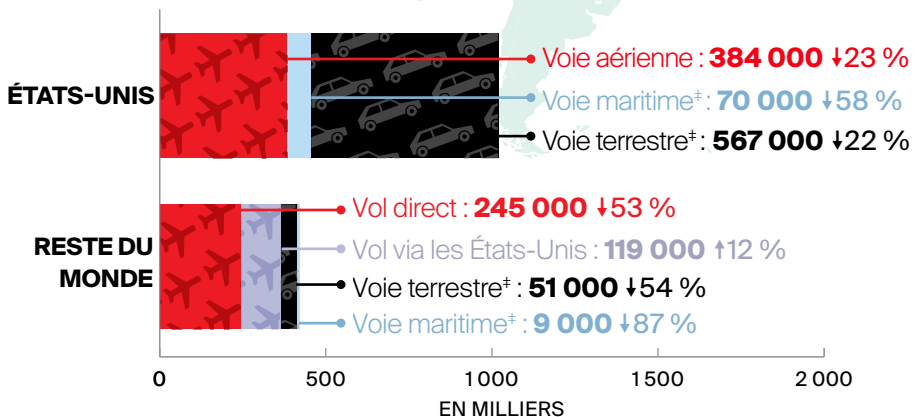 ÉTATS-UNIS
Voie aérienne : 384 000 ↓23 %
Voie maritime‡ : 70 000 ↓58 %
Voie terrestre‡ : 567 000 ↓22 %
RESTE DU
MONDE
Vol direct : 245 000 ↓53 %
Vol via les États-Unis : 119 000 ↑12 %
Voie terrestre‡ : 51 000 ↓54 %
Voie maritime‡ : 9 000 ↓87 %
0 500 1 000 1 500 2 000
EN MILLIERS